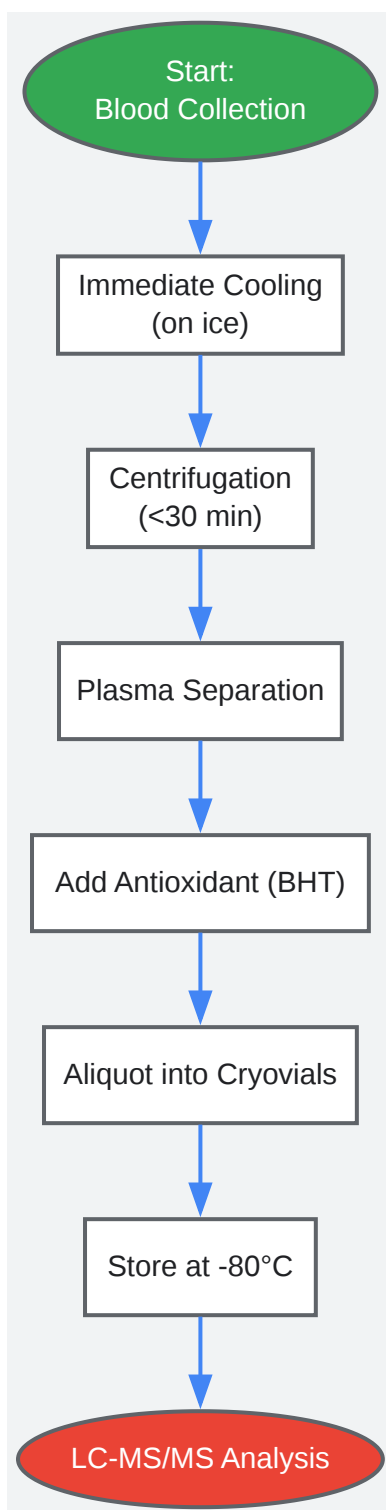 Start:
Blood Collection
Immediate Cooling
(on ice)
Centrifugation
(<30 min)
Plasma Separation
Add Antioxidant (BHT)
Aliquot into Cryovials
Store at -80°C
LC-MS/MS Analysis